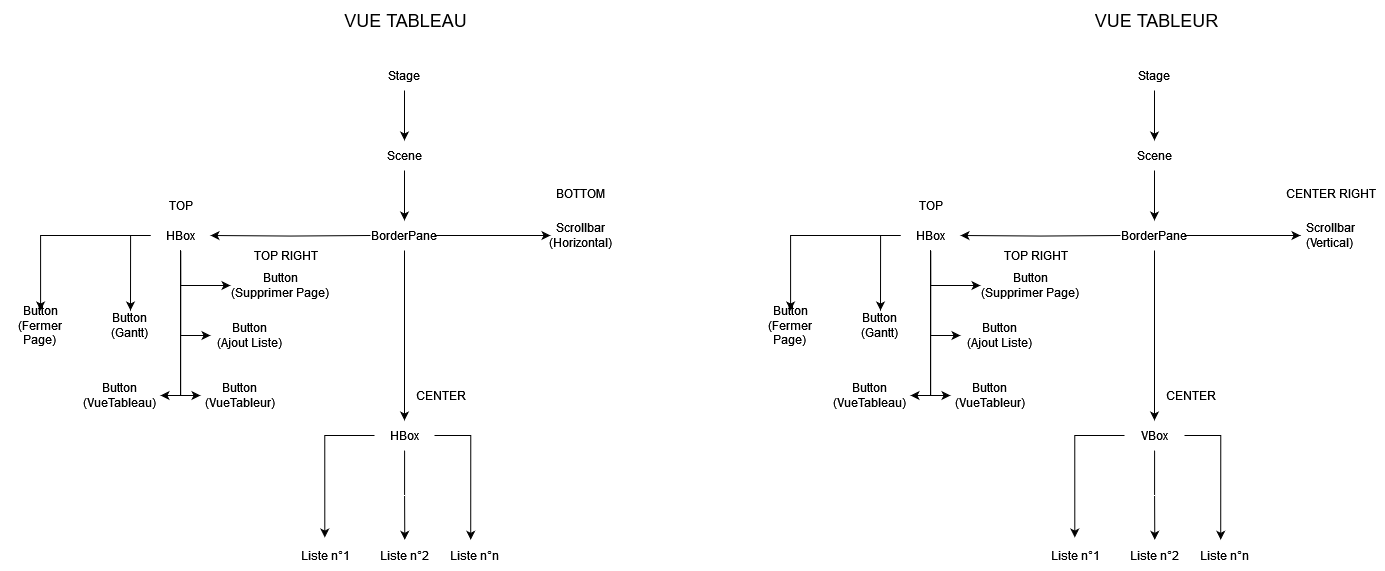 VUE TABLEAU
Stage
Scene
BOTTOM
TOP
HBox
BorderPane
Scrollbar
(Horizontal)
TOP RIGHT
Button
(Supprimer Page)
Button
(Fermer
Page)
Button
(Gantt)
Button
(Ajout Liste)
Button
(VueTableau)
Button
(VueTableur)
CENTER
HBox
Liste n°1
Liste n°2
Liste n°n
VUE TABLEUR
Stage
Scene
CENTER RIGHT
TOP
HBox
BorderPane
Scrollbar
(Vertical)
TOP RIGHT
Button
(Supprimer Page)
Button
(Fermer
Page)
Button
(Gantt)
Button
(Ajout Liste)
Button
(VueTableau)
Button
(VueTableur)
CENTER
VBox
Liste n°1
Liste n°2
Liste n°n